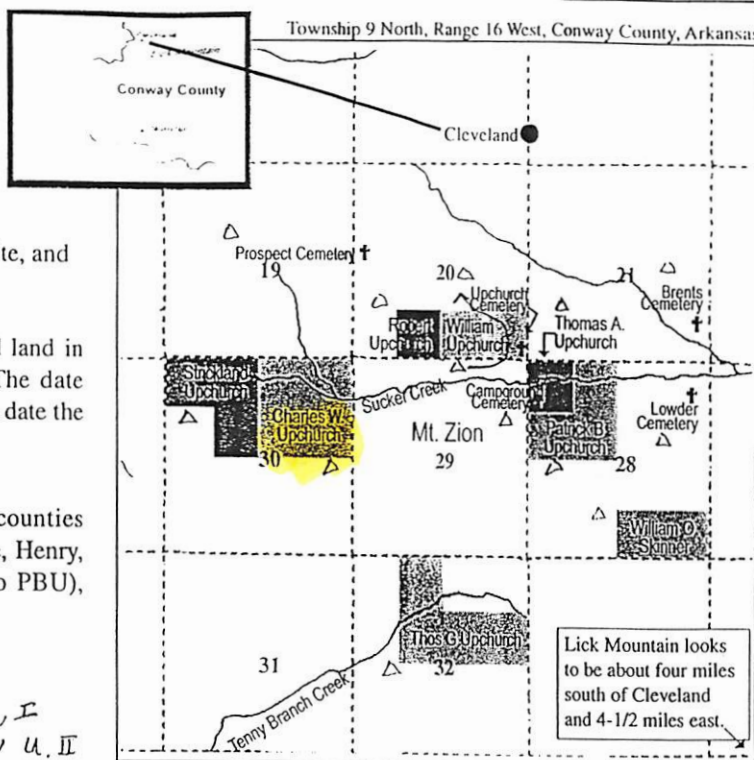 Township 9 North, Range 16 West, Conway County, Arkansas
Conway County
Cleveland
te, and
Prospect Cemetery
19
20
21
Upchurch
Cemetery
Brents
Cemetery
Robert
Upchurch
William
Upchurch
Thomas A.
Upchurch
l land in
The date
date the
Strickland
Upchurch
Charles W.
Upchurch
Sucker Creek
Campground
Cemetery
Patrick B
Upchurch
Lowder
Cemetery
Mt. Zion
30
29
28
counties
, Henry,
o PBU),
William O.
Skinner
Thos G Upchurch
31
32
Tenny Branch Creek
Lick Mountain looks
to be about four miles
south of Cleveland
and 4-1/2 miles east.
, I
U. II